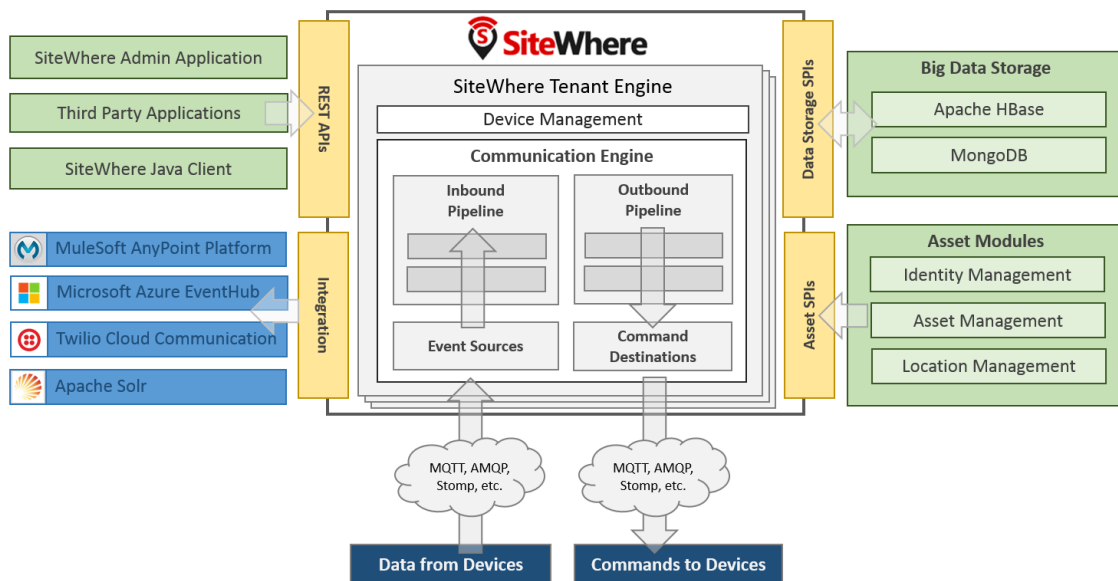 SiteWhere
SiteWhere Admin Application
Third Party Applications
SiteWhere Java Client
REST APIs
MuleSoft AnyPoint Platform
Microsoft Azure EventHub
Twilio Cloud Communication
Apache Solr
Integration
SiteWhere Tenant Engine
Device Management
Communication Engine
Inbound
Pipeline
Outbound
Pipeline
Event Sources
Command
Destinations
Data Storage SPIs
Big Data Storage
Apache HBase
MongoDB
Asset SPIs
Asset Modules
Identity Management
Asset Management
Location Management
MQTT, AMQP,
Stomp, etc.
MQTT, AMQP,
Stomp, etc.
Data from Devices
Commands to Devices